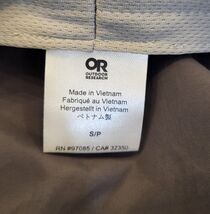 OR
OUTDOOR
RESEARCH
Made in Vietnam
Fabriqué au Vietnam
Hergestellt in Vietnam
ベトナム製
S/P
RN #97085 / CA# 32350